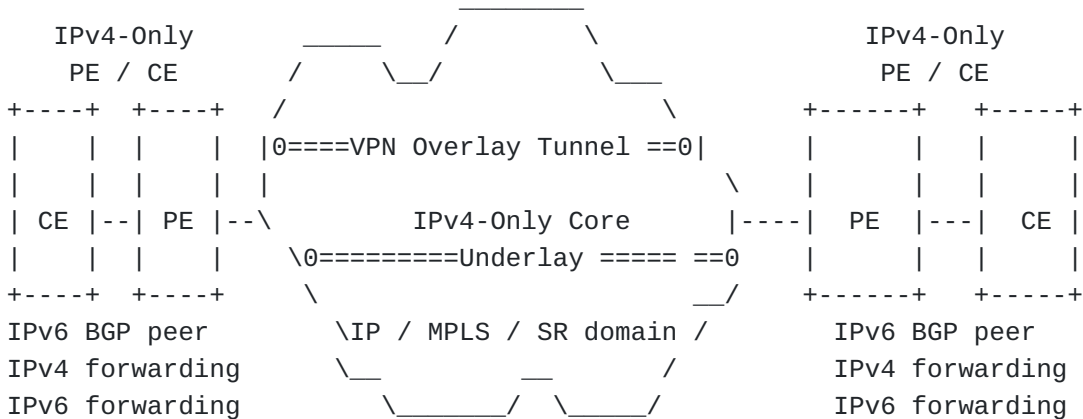 IPv4-Only IPv4-Only
PE / CE PE / CE
0====VPN Overlay Tunnel ==0
CE PE IPv4-Only Core PE CE
0=========Underlay ===== ==0
IPv6 BGP peer IP / MPLS / SR domain IPv6 BGP peer
IPv4 forwarding IPv4 forwarding
IPv6 forwarding IPv6 forwarding